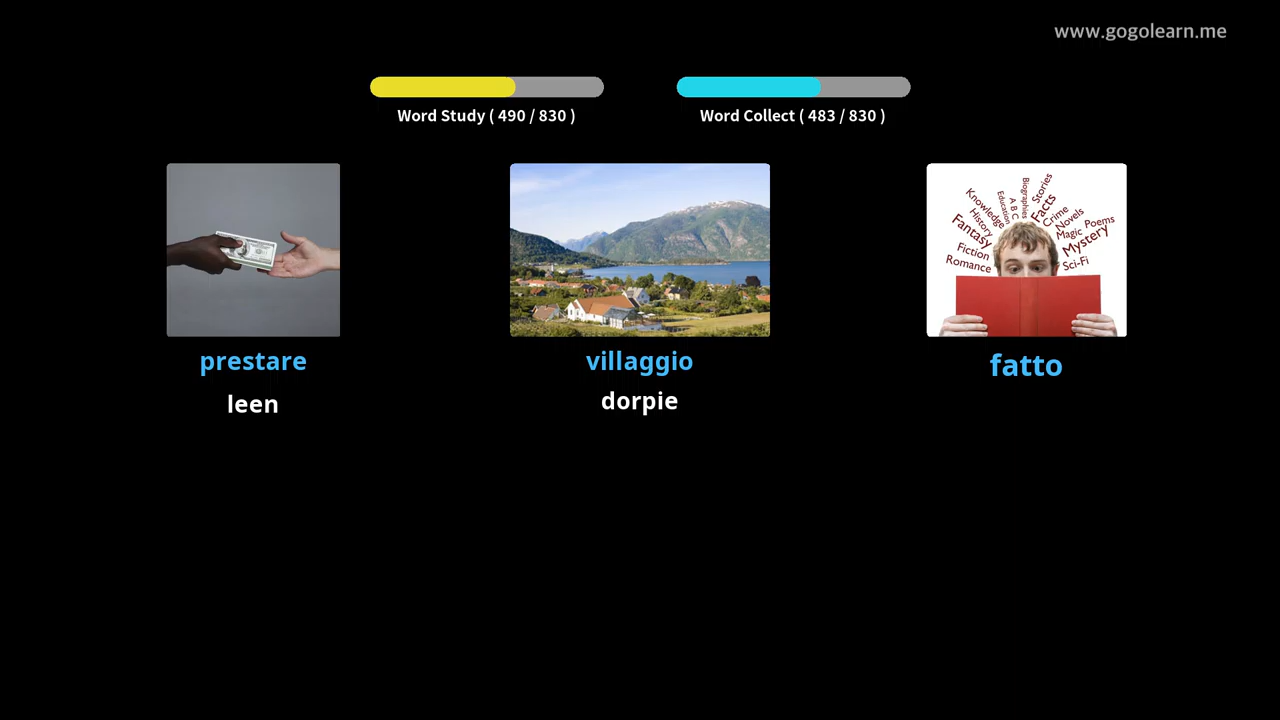 www.gogolearn.me
Word Study ( 490 / 830 )
Word Collect ( 483 / 830 )
Knowledge
History
Fantasy
Fiction
Romance
Education
A B C
Biographies
Stories
Facts
Crime
Novels
Magic
Poems
Mystery
Sci-Fi
prestare
villaggio
fatto
leen
dorpie